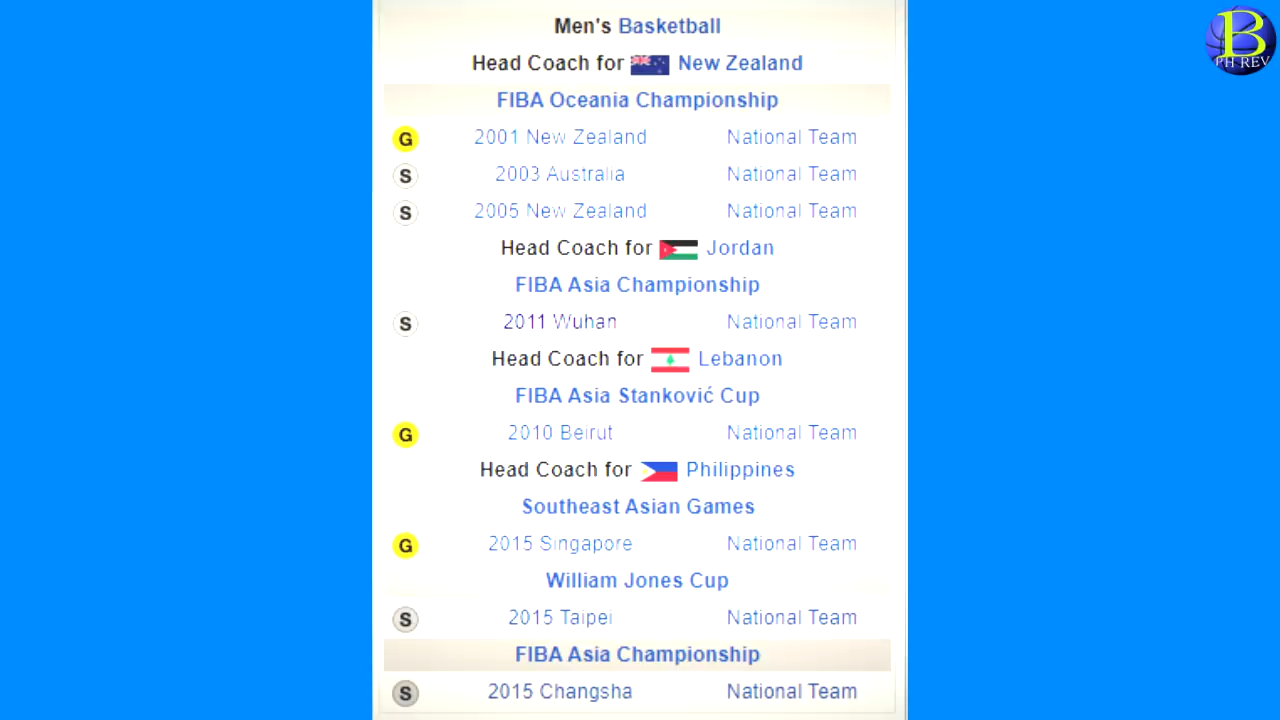 Men's Basketball
Head Coach for New Zealand
FIBA Oceania Championship
G 2001 New Zealand National Team
S 2003 Australia National Team
S 2005 New Zealand National Team
Head Coach for Jordan
FIBA Asia Championship
S 2011 Wuhan National Team
Head Coach for Lebanon
FIBA Asia Stanković Cup
G 2010 Beirut National Team
Head Coach for Philippines
Southeast Asian Games
G 2015 Singapore National Team
William Jones Cup
S 2015 Taipei National Team
FIBA Asia Championship
S 2015 Changsha National Team
B
PH REV